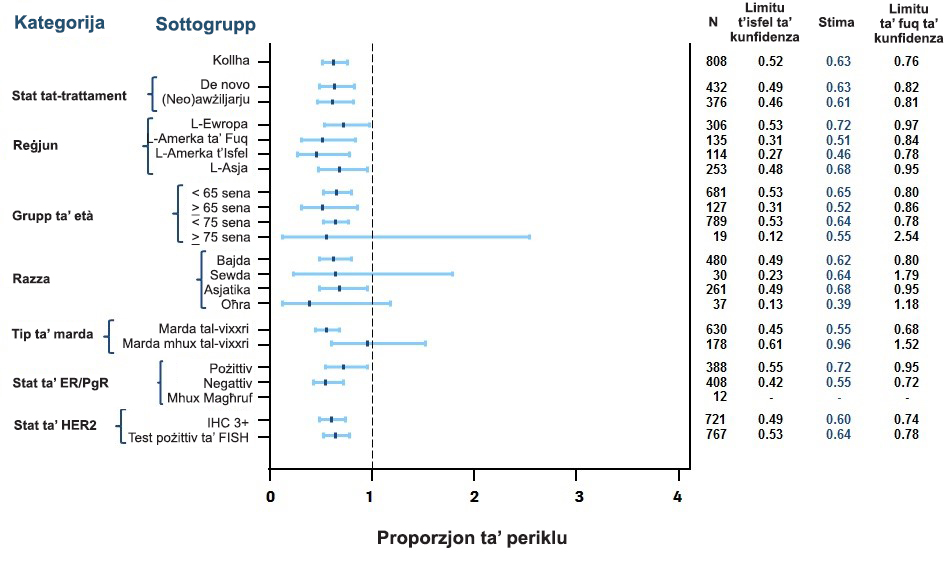 Kategorija Sottogrupp N Limitu t'isfel ta' kunfidenza Stima Limitu ta' fuq ta' kunfidenza
Kollha 808 0.52 0.63 0.76
Stat tat-trattament
De novo 432 0.49 0.63 0.82
(Neo)awżiljarju 376 0.46 0.61 0.81
Reġjun
L-Ewropa 306 0.53 0.72 0.97
-Amerka ta' Fuq 135 0.31 0.51 0.84
L-Amerka t'Isfel 114 0.27 0.46 0.78
L-Asja 253 0.48 0.68 0.95
Grupp ta' età
< 65 sena 681 0.53 0.65 0.80
≥ 65 sena 127 0.31 0.52 0.86
< 75 sena 789 0.53 0.64 0.78
≥ 75 sena 19 0.12 0.55 2.54
Razza
Bajda 480 0.49 0.62 0.80
Sewda 30 0.23 0.64 1.79
Asjatika 261 0.49 0.68 0.95
Oħra 37 0.13 0.39 1.18
Tip ta' marda
Marda tal-vixxri 630 0.45 0.55 0.68
Marda mhux tal-vixxri 178 0.61 0.96 1.52
Stat ta' ER/PgR
Pożittiv 388 0.55 0.72 0.95
Negattiv 408 0.42 0.55 0.72
Mhux Magħruf 12 - - -
Stat ta' HER2
IHC 3+ 721 0.49 0.60 0.74
Test pożittiv ta' FISH 767 0.53 0.64 0.78
0 1 2 3 4
Proporzjon ta' periklu